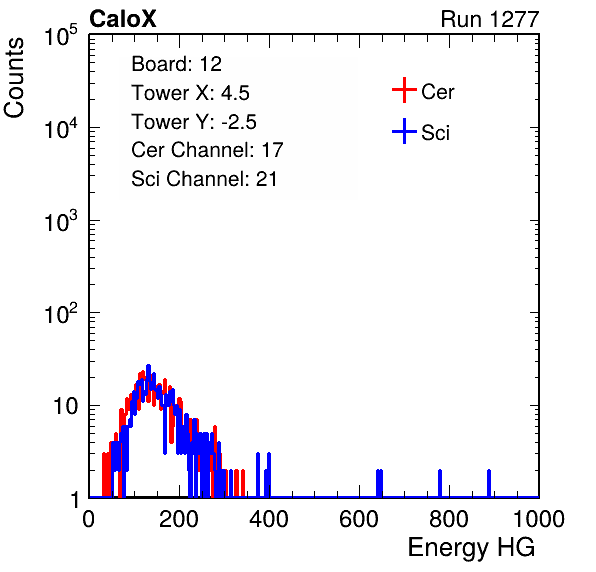 CaloX
Run 1277
Counts
10^5
10^4
10^3
10^2
10
1
Board: 12
Tower X: 4.5
Tower Y: -2.5
Cer Channel: 17
Sci Channel: 21
Cer
Sci
0 200 400 600 800 1000
Energy HG